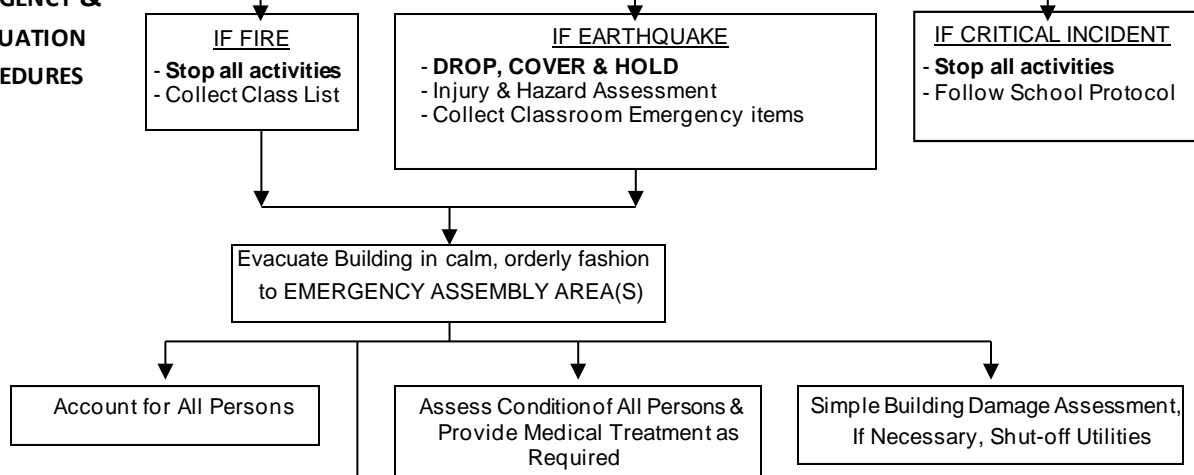 IF FIRE
- Stop all activities
- Collect Class List
IF EARTHQUAKE
- DROP, COVER & HOLD
- Injury & Hazard Assessment
- Collect Classroom Emergency items
IF CRITICAL INCIDENT
- Stop all activities
- Follow School Protocol
Evacuate Building in calm, orderly fashion
to EMERGENCY ASSEMBLY AREA(S)
Account for All Persons
Assess Condition of All Persons &
Provide Medical Treatment as
Required
Simple Building Damage Assessment,
If Necessary, Shut-off Utilities